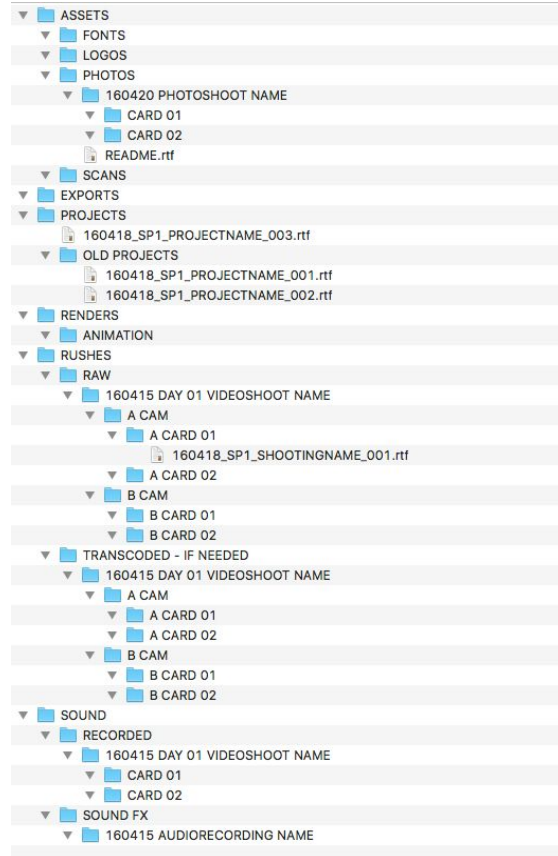 ASSETS
FONTS
LOGOS
PHOTOS
160420 PHOTOSHOOT NAME
CARD 01
CARD 02
README.rtf
SCANS
EXPORTS
PROJECTS
160418_SP1_PROJECTNAME_003.rtf
OLD PROJECTS
160418_SP1_PROJECTNAME_001.rtf
160418_SP1_PROJECTNAME_002.rtf
RENDERS
ANIMATION
RUSHES
RAW
160415 DAY 01 VIDEOSHOOT NAME
A CAM
A CARD 01
160418_SP1_SHOOTINGNAME_001.rtf
A CARD 02
B CAM
B CARD 01
B CARD 02
TRANSCODED - IF NEEDED
160415 DAY 01 VIDEOSHOOT NAME
A CAM
A CARD 01
A CARD 02
B CAM
B CARD 01
B CARD 02
SOUND
RECORDED
160415 DAY 01 VIDEOSHOOT NAME
CARD 01
CARD 02
SOUND FX
160415 AUDIORECORDING NAME